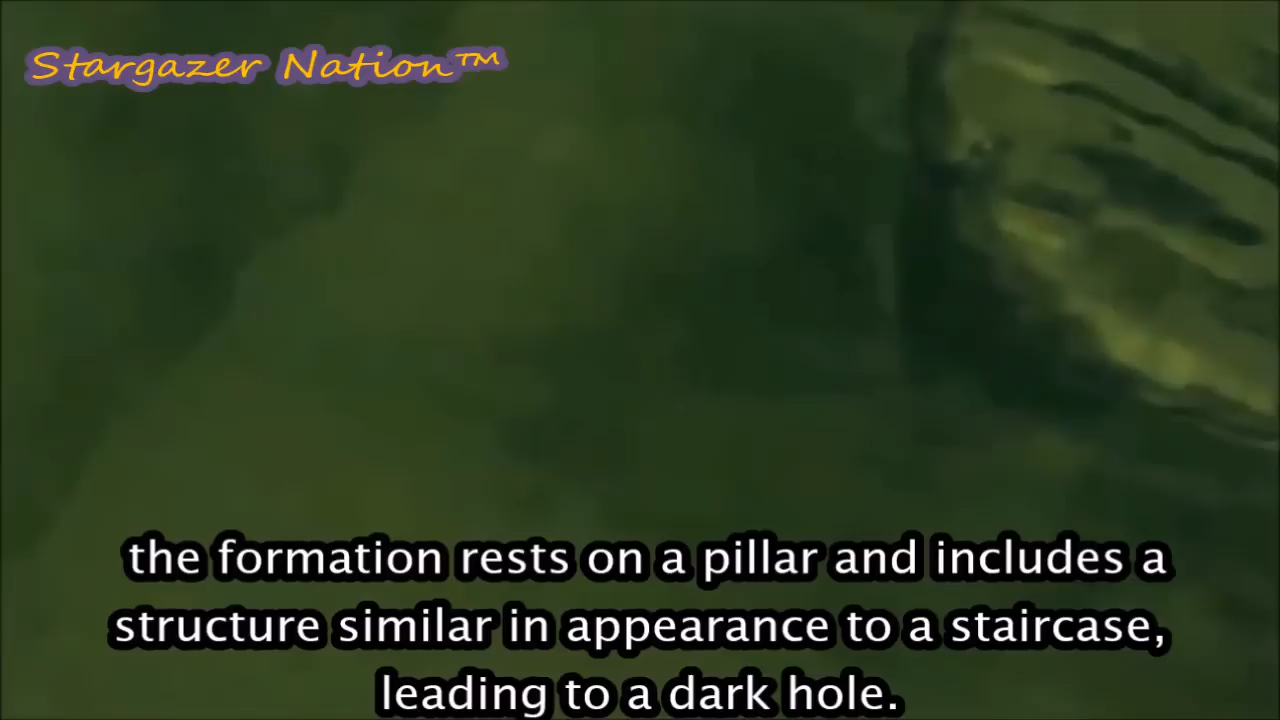 Stargazer Nation™
the formation rests on a pillar and includes a
structure similar in appearance to a staircase,
leading to a dark hole.